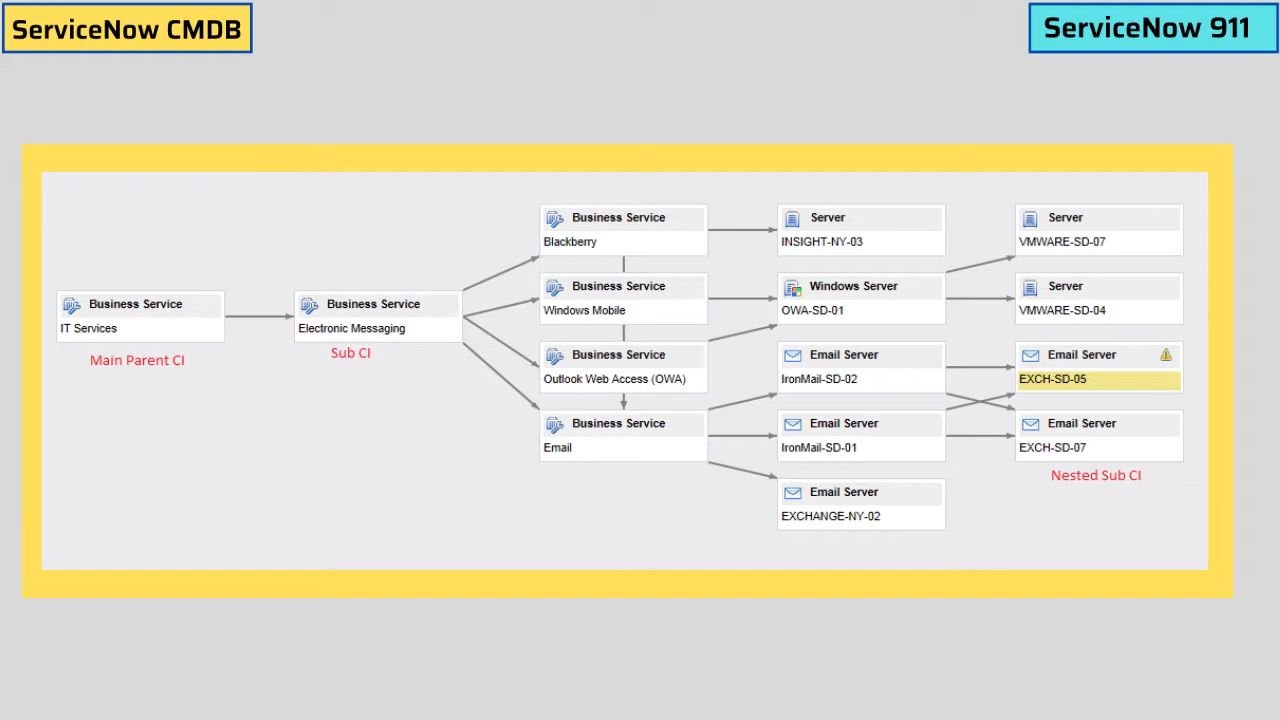 ServiceNow CMDB
ServiceNow 911
Business Service
IT Services
Main Parent CI
Business Service
Electronic Messaging
Sub CI
Business Service
Blackberry
Business Service
Windows Mobile
Business Service
Outlook Web Access (OWA)
Business Service
Email
Server
INSIGHT-NY-03
Windows Server
OWA-SD-01
Email Server
IronMail-SD-02
Email Server
IronMail-SD-01
Email Server
EXCHANGE-NY-02
Server
VMWARE-SD-07
Server
VMWARE-SD-04
Email Server
EXCH-SD-05
Email Server
EXCH-SD-07
Nested Sub CI